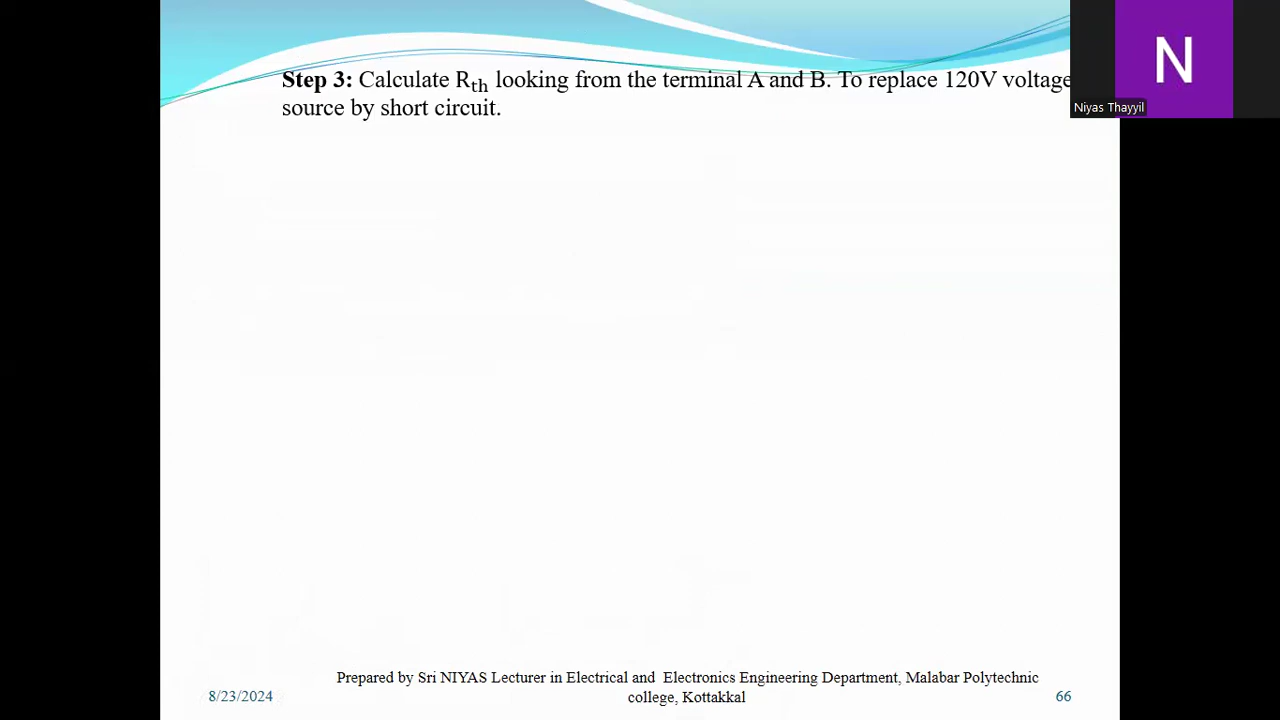 Step 3: Calculate Rth looking from the terminal A and B. To replace 120V voltage
source by short circuit.
N
Niyas Thayyil
Prepared by Sri NIYAS Lecturer in Electrical and Electronics Engineering Department, Malabar Polytechnic
college, Kottakkal
8/23/2024
66